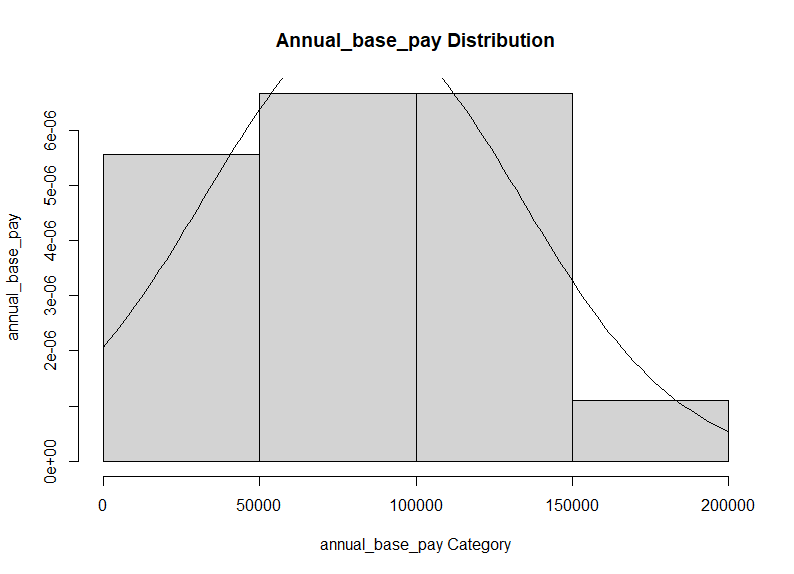 Annual_base_pay Distribution
annual_base_pay
6e-06
5e-06
4e-06
3e-06
2e-06
0e+00
0 50000 100000 150000 200000
annual_base_pay Category